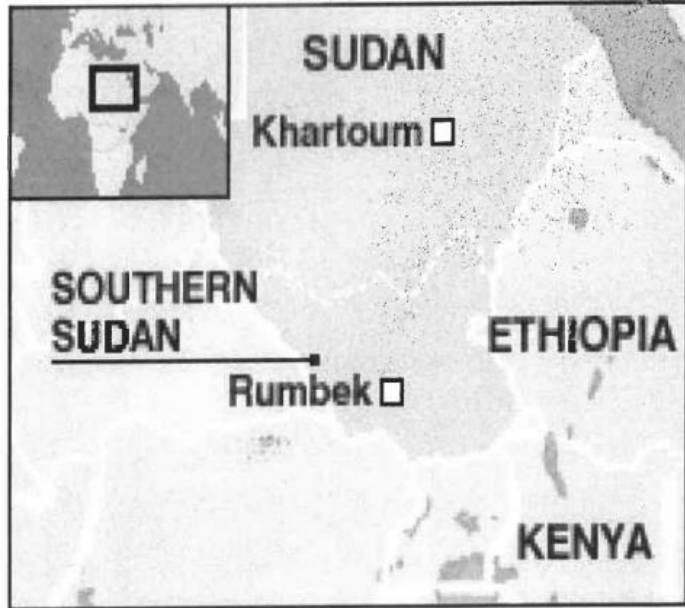 SUDAN
Khartoum
SOUTHERN
SUDAN
ETHIOPIA
Rumbek
KENYA